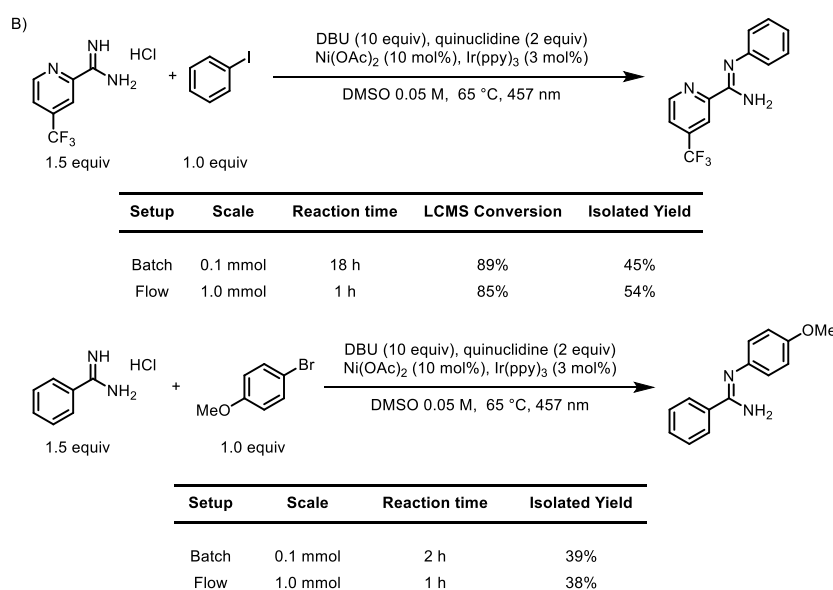 B)
NH
HCl
N
NH2
CF3
1.5 equiv
+
I
1.0 equiv
DBU (10 equiv), quinuclidine (2 equiv)
Ni(OAc)2 (10 mol%), Ir(ppy)3 (3 mol%)
DMSO 0.05 M, 65 °C, 457 nm
N
N
NH2
CF3
Setup Scale Reaction time LCMS Conversion Isolated Yield
Batch 0.1 mmol 18 h 89% 45%
Flow 1.0 mmol 1 h 85% 54%
NH
HCl
NH2
1.5 equiv
+
Br
MeO
1.0 equiv
DBU (10 equiv), quinuclidine (2 equiv)
Ni(OAc)2 (10 mol%), Ir(ppy)3 (3 mol%)
DMSO 0.05 M, 65 °C, 457 nm
OMe
N
NH2
Setup Scale Reaction time Isolated Yield
Batch 0.1 mmol 2 h 39%
Flow 1.0 mmol 1 h 38%